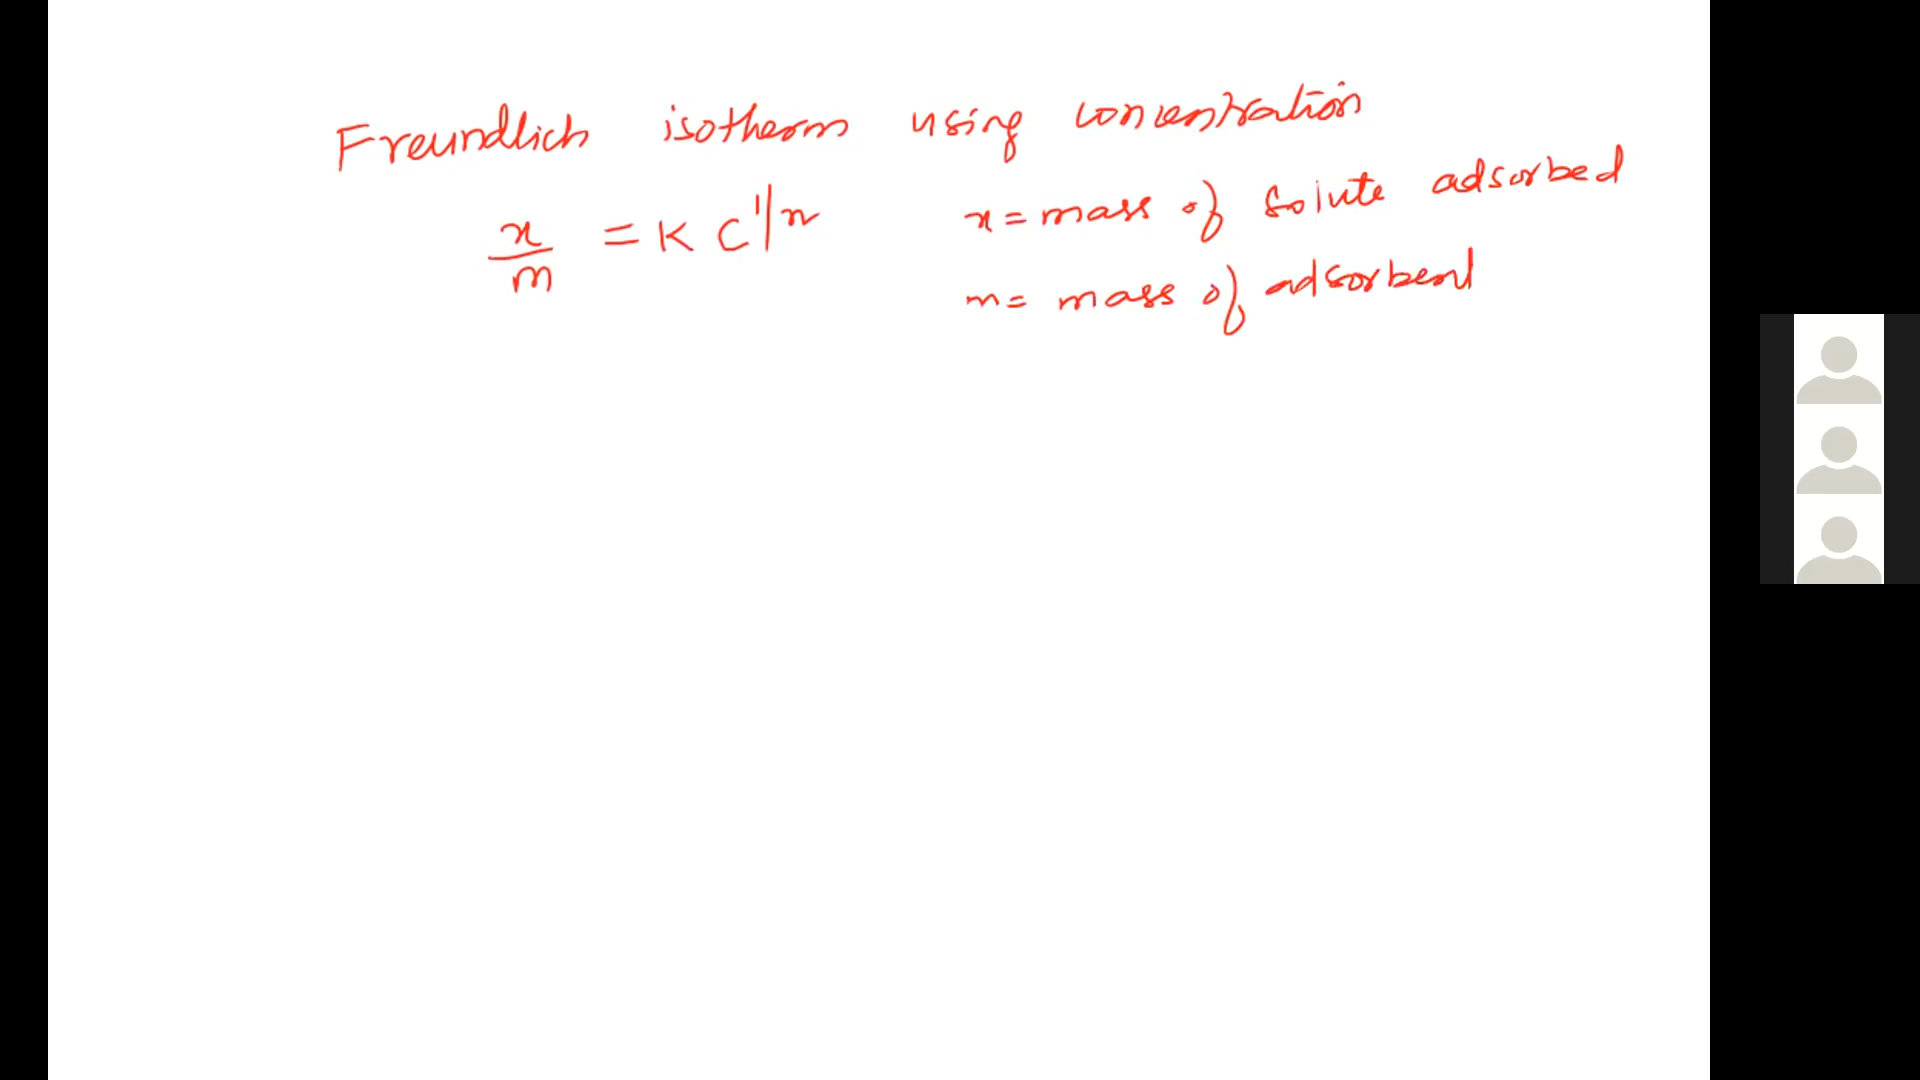 Freundlich isotherm using concentration
x/m = K C^1/n
x = mass of solute adsorbed
m = mass of adsorbent